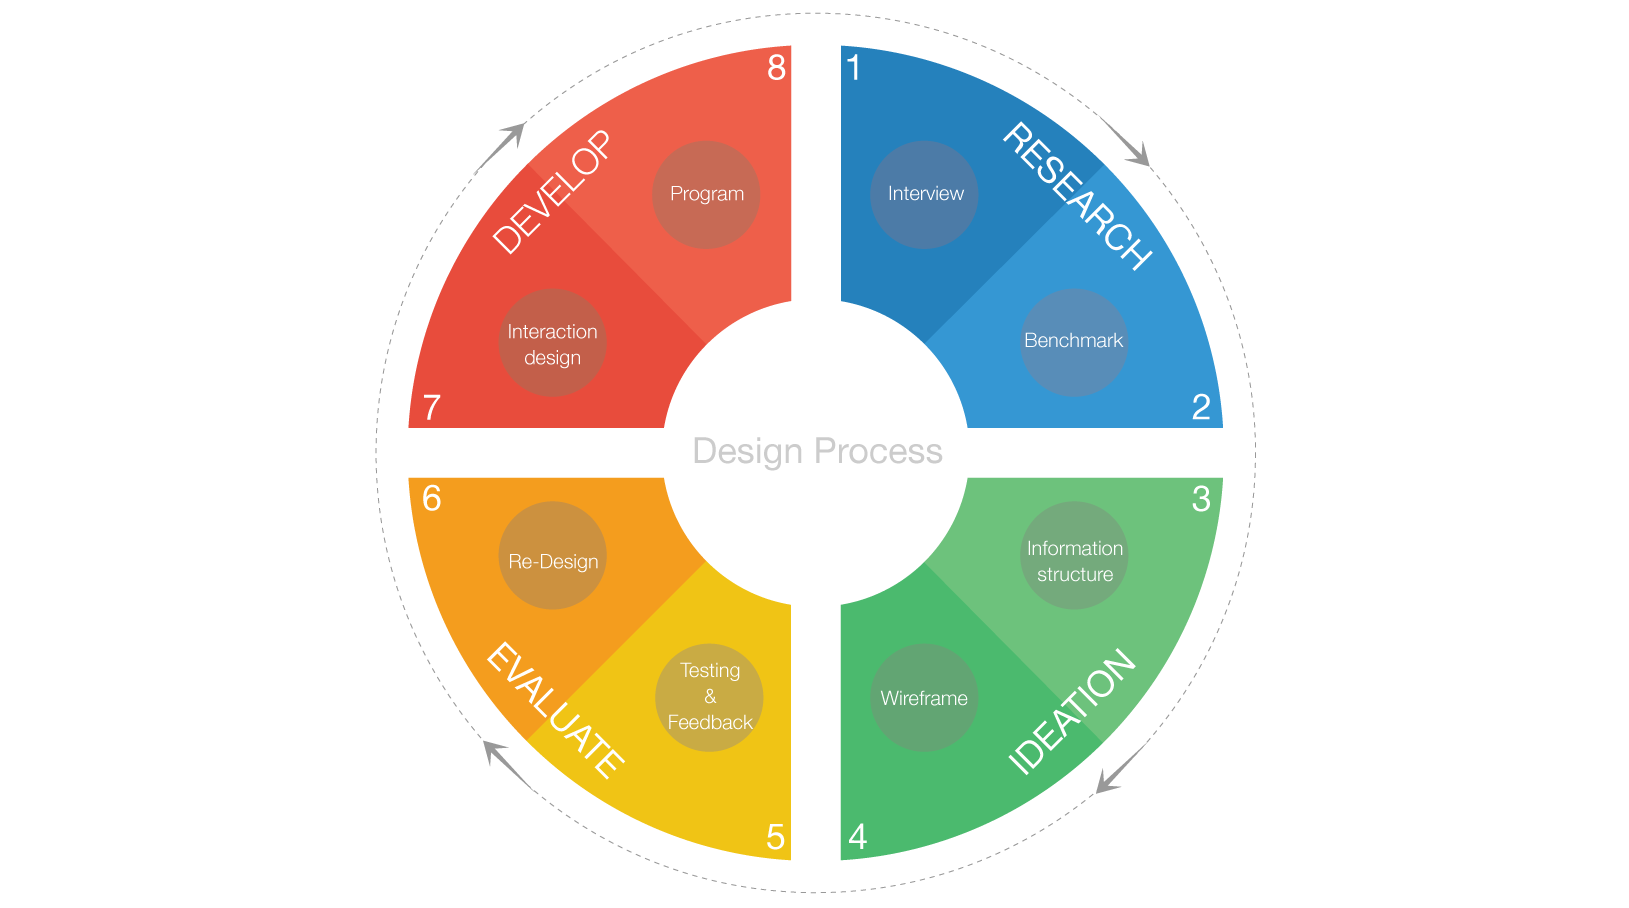 Design Process
1
RESEARCH
Interview
Benchmark
2
3
Information
structure
IDEATION
Wireframe
4
5
Testing
&
Feedback
EVALUATE
Re-Design
6
7
Interaction
design
DEVELOP
Program
8